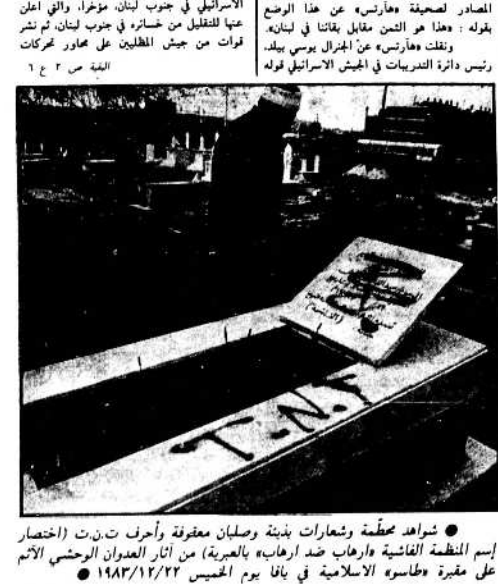 المصادر لصحيفة «هآرتس» عن هذا الوضع
بقوله : «هذا هو الثمن مقابل بقائنا في لبنان».
ونقلت «هآرتس» عن الجنرال يوسي بيلد،
رئيس دائرة التدريبات في الجيش الاسرائيلي قوله
الاسرائيلي في جنوب لبنان، مؤخرا، والتي اعلن
عنها للتقليل من خسائره في جنوب لبنان، تم نشر
قوات من جيش المظليين على محاور تحركات
البقية ص ٢ ع ٦
T.N.F
● شواهد محطّمة وشعارات بذيئة وصلبان معقوفة وأحرف ت.ن.ت (اختصار
إسم المنظمة الفاشية «ارهاب ضد ارهاب» بالعبرية) من آثار العدوان الوحشي الآثم
على مقبرة «طاسو» الاسلامية في يافا يوم الخميس ١٩٨٣/١٢/٢٢ ●